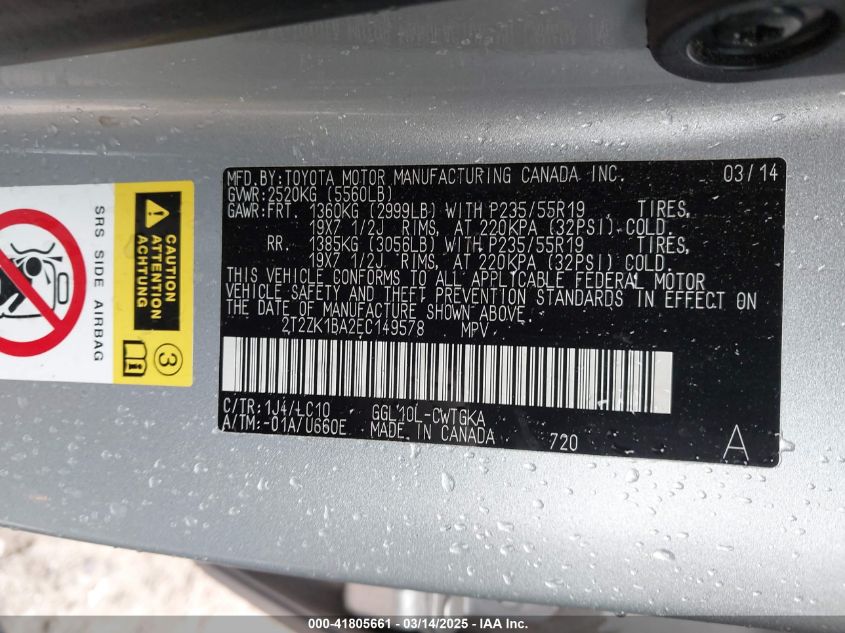 MFD.BY:TOYOTA MOTOR MANUFACTURING CANADA INC. 03/14
GVWR:2520KG (5560LB)
GAWR:FRT. 1360KG (2999LB) WITH P235/55R19 TIRES,
19X7 1/2J RIMS, AT 220KPA (32PSI) COLD.
RR. 1385KG (3056LB) WITH P235/55R19 TIRES,
19X7 1/2J RIMS, AT 220KPA (32PSI) COLD.
THIS VEHICLE CONFORMS TO ALL APPLICABLE FEDERAL MOTOR
VEHICLE SAFETY AND THEFT PREVENTION STANDARDS IN EFFECT ON
THE DATE OF MANUFACTURE SHOWN ABOVE.
2T2ZK1BA2EC149578 MPV
C/TR:1J4/LC10 GGL10L-CWTGKA
A/TM:-01A/U660E MADE IN CANADA 720 A
CAUTION
ATTENTION
ACHTUNG
SRS SIDE AIRBAG
3
000-41805661 - 03/14/2025 - IAAI Inc.